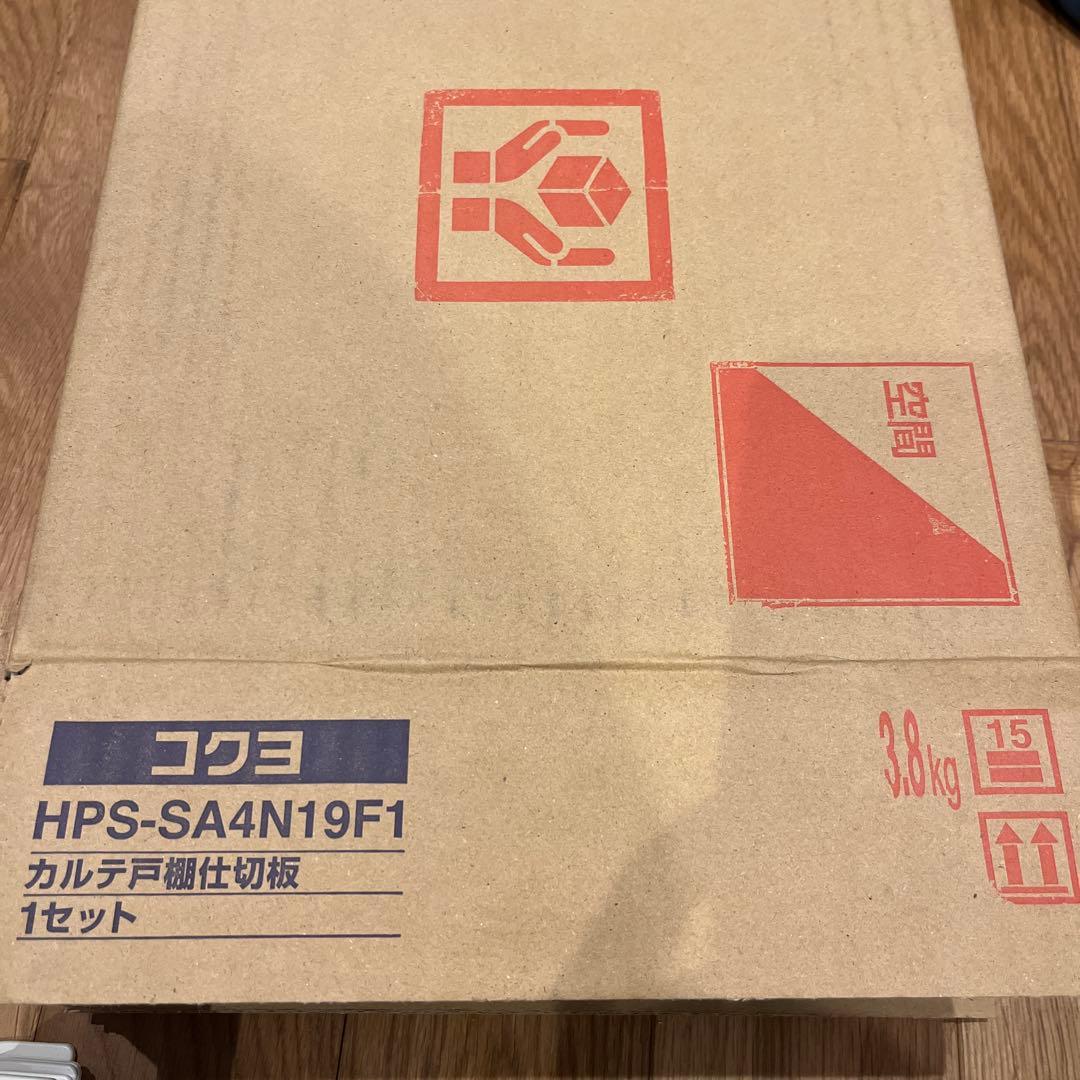 空間
コクヨ
HPS-SA4N19F1
カルテ戸棚仕切板
1セット
3.8kg
15